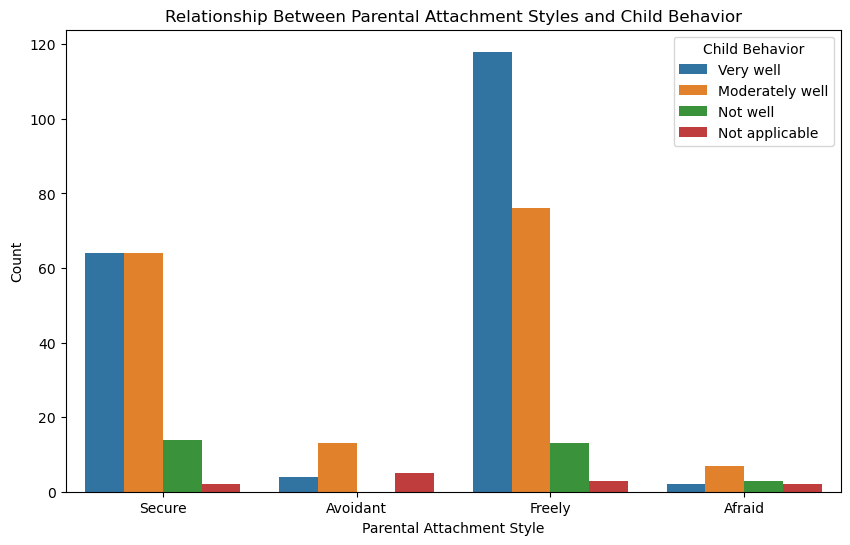 Relationship Between Parental Attachment Styles and Child Behavior
Child Behavior
Very well
Moderately well
Not well
Not applicable
120
100
80
60
40
20
0
Count
Secure Avoidant Freely Afraid
Parental Attachment Style